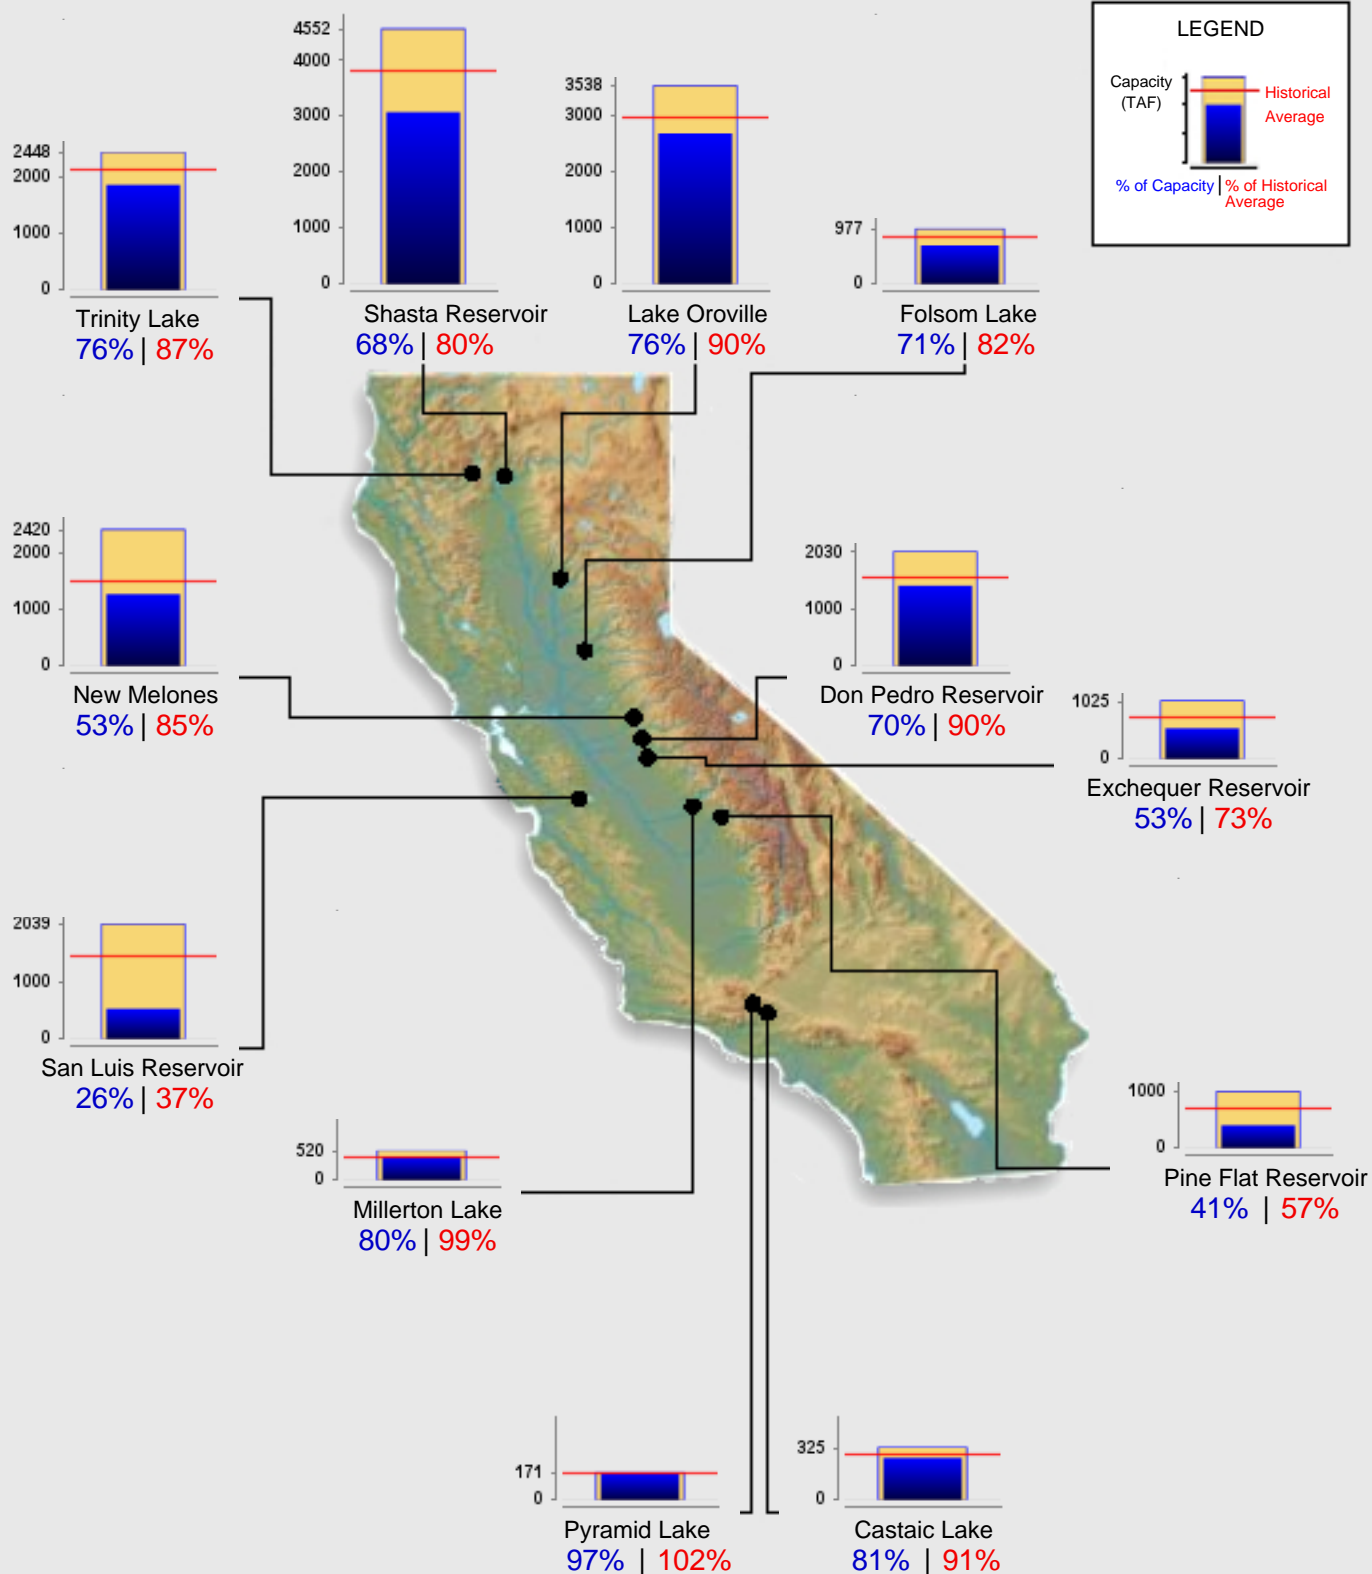 LEGEND
Capacity
(TAF)
Historical
Average
% of Capacity | % of Historical
Average
2448
2000
1000
0
Trinity Lake
76% | 87%
4552
4000
3000
2000
1000
0
Shasta Reservoir
68% | 80%
3538
3000
2000
1000
0
Lake Oroville
76% | 90%
977
0
Folsom Lake
71% | 82%
2420
2000
1000
0
New Melones
53% | 85%
2030
1000
0
Don Pedro Reservoir
70% | 90%
1025
0
Exchequer Reservoir
53% | 73%
2039
1000
0
San Luis Reservoir
26% | 37%
520
0
Millerton Lake
80% | 99%
1000
0
Pine Flat Reservoir
41% | 57%
171
0
Pyramid Lake
97% | 102%
325
0
Castaic Lake
81% | 91%